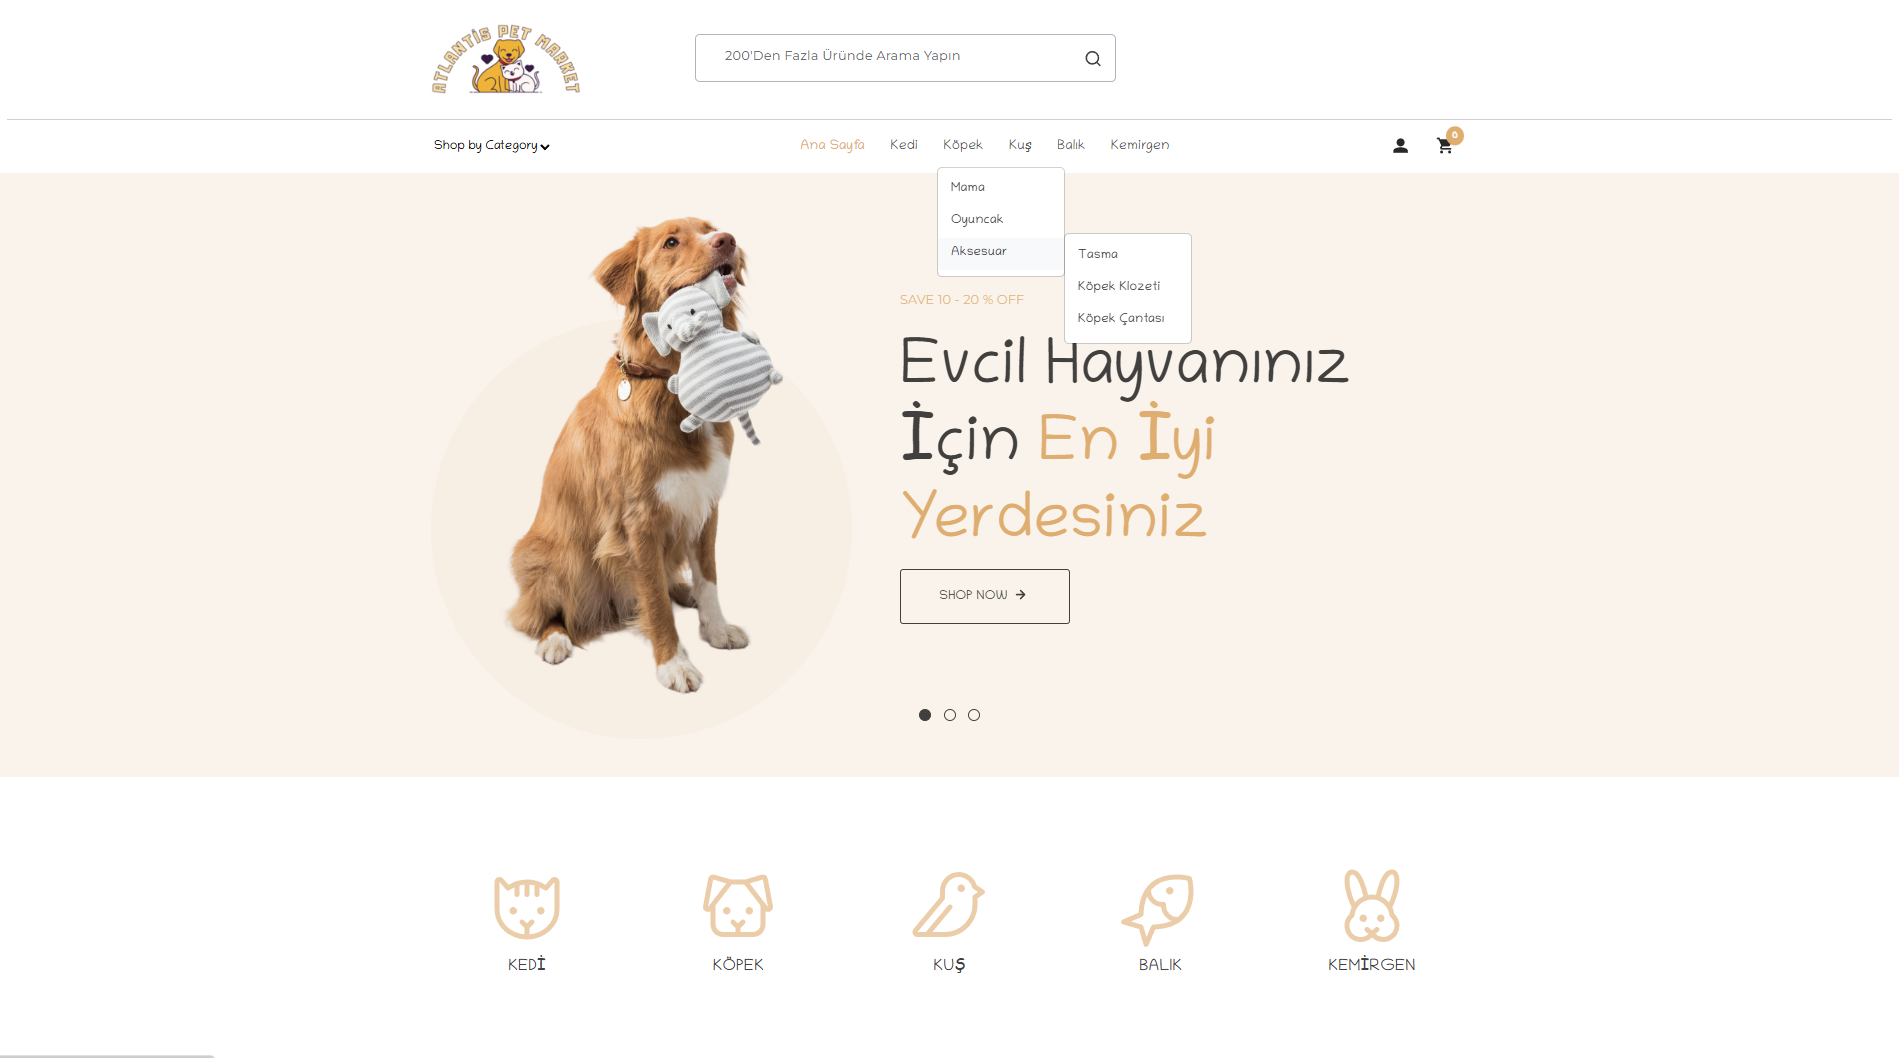 ATLANTİS PET MARKET
200'Den Fazla Üründe Arama Yapın
Shop by Category
Ana Sayfa
Kedi
Köpek
Kuş
Balık
Kemirgen
0
Mama
Oyuncak
Aksesuar
Tasma
Köpek Klozeti
Köpek Çantası
SAVE 10 - 20 % OFF
Evcil Hayvanınız
İçin En İyi
Yerdesiniz
SHOP NOW
KEDİ
KÖPEK
KUŞ
BALIK
KEMİRGEN